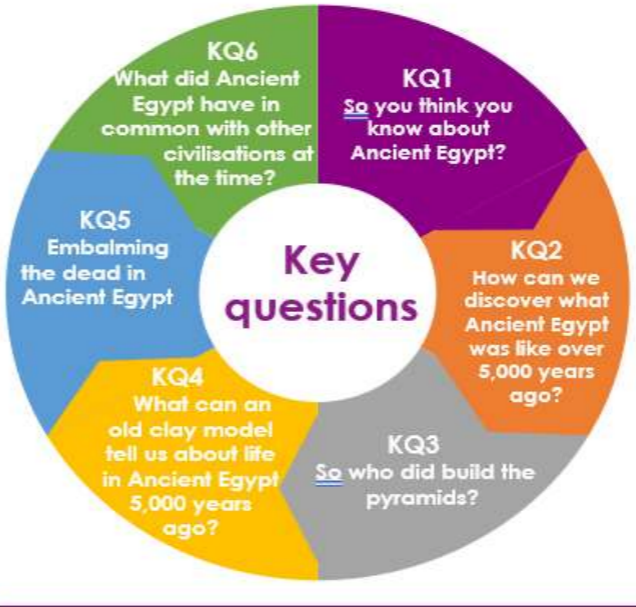 Key
questions
KQ1
So you think you
know about
Ancient Egypt?
KQ2
How can we
discover what
Ancient Egypt
was like over
5,000 years
ago?
KQ3
So who did build the
pyramids?
KQ4
What can an
old clay model
tell us about life
in Ancient Egypt
5,000 years
ago?
KQ5
Embalming
the dead in
Ancient Egypt
KQ6
What did Ancient
Egypt have in
common with other
civilisations at
the time?